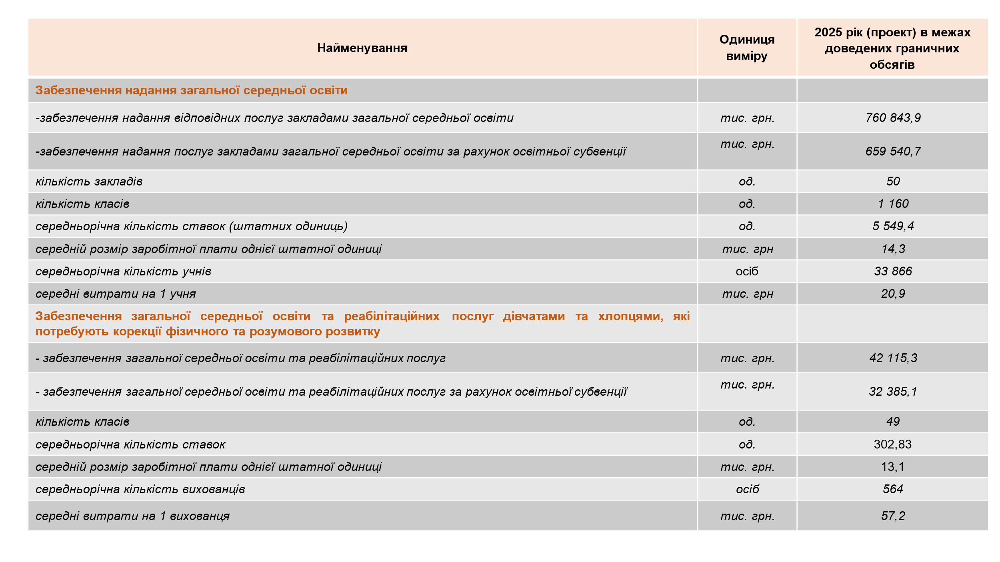 Найменування
Одиниця
виміру
2025 рік (проект) в межах
доведених граничних
обсягів
Забезпечення надання загальної середньої освіти
-забезпечення надання відповідних послуг закладами загальної середньої освіти тис. грн. 760 843,9
-забезпечення надання послуг закладами загальної середньої освіти за рахунок освітньої субвенції тис. грн. 659 540,7
кількість закладів од. 50
кількість класів од. 1 160
середньорічна кількість ставок (штатних одиниць) од. 5 549,4
середній розмір заробітної плати однієї штатної одиниці тис. грн 14,3
середньорічна кількість учнів осіб 33 866
середні витрати на 1 учня тис. грн 20,9
Забезпечення загальної середньої освіти та реабілітаційних послуг дівчатами та хлопцями, які
потребують корекції фізичного та розумового розвитку
- забезпечення загальної середньої освіти та реабілітаційних послуг тис. грн. 42 115,3
- забезпечення загальної середньої освіти та реабілітаційних послуг за рахунок освітньої субвенції тис. грн. 32 385,1
кількість класів од. 49
середньорічна кількість ставок од. 302,83
середній розмір заробітної плати однієї штатної одиниці тис. грн. 13,1
середньорічна кількість вихованців осіб 564
середні витрати на 1 вихованця тис. грн. 57,2